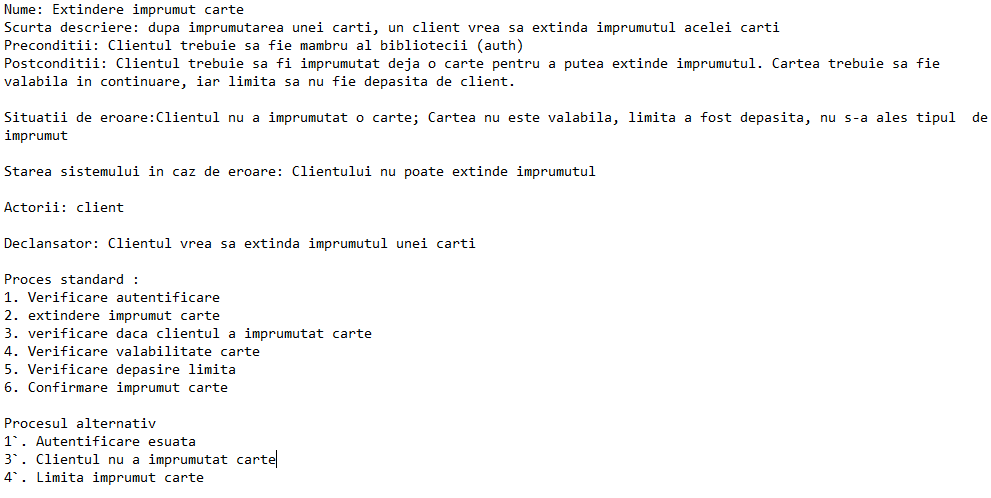 Nume: Extindere imprumut carte
Scurta descriere: dupa imprumutarea unei carti, un client vrea sa extinda imprumutul acelei carti
Preconditii: Clientul trebuie sa fie mambru al bibliotecii (auth)
Postconditii: Clientul trebuie sa fi imprumutat deja o carte pentru a putea extinde imprumutul. Cartea trebuie sa fie
valabila in continuare, iar limita sa nu fie depasita de client.
Situatii de eroare:Clientul nu a imprumutat o carte; Cartea nu este valabila, limita a fost depasita, nu s-a ales tipul  de
imprumut
Starea sistemului in caz de eroare: Clientului nu poate extinde imprumutul
Actorii: client
Declansator: Clientul vrea sa extinda imprumutul unei carti
Proces standard :
1. Verificare autentificare
2. extindere imprumut carte
3. verificare daca clientul a imprumutat carte
4. Verificare valabilitate carte
5. Verificare depasire limita
6. Confirmare imprumut carte
Procesul alternativ
1`. Autentificare esuata
3`. Clientul nu a imprumutat carte
4`. Limita imprumut carte